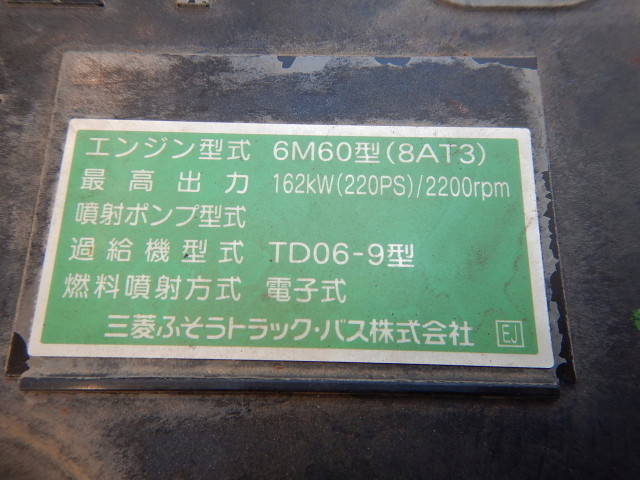 エンジン型式 6M60型(8AT3)
最高出力 162kW(220PS)/2200rpm
噴射ポンプ型式
過給機型式 TD06-9型
燃料噴射方式 電子式
三菱ふそうトラック・バス株式会社 EJ